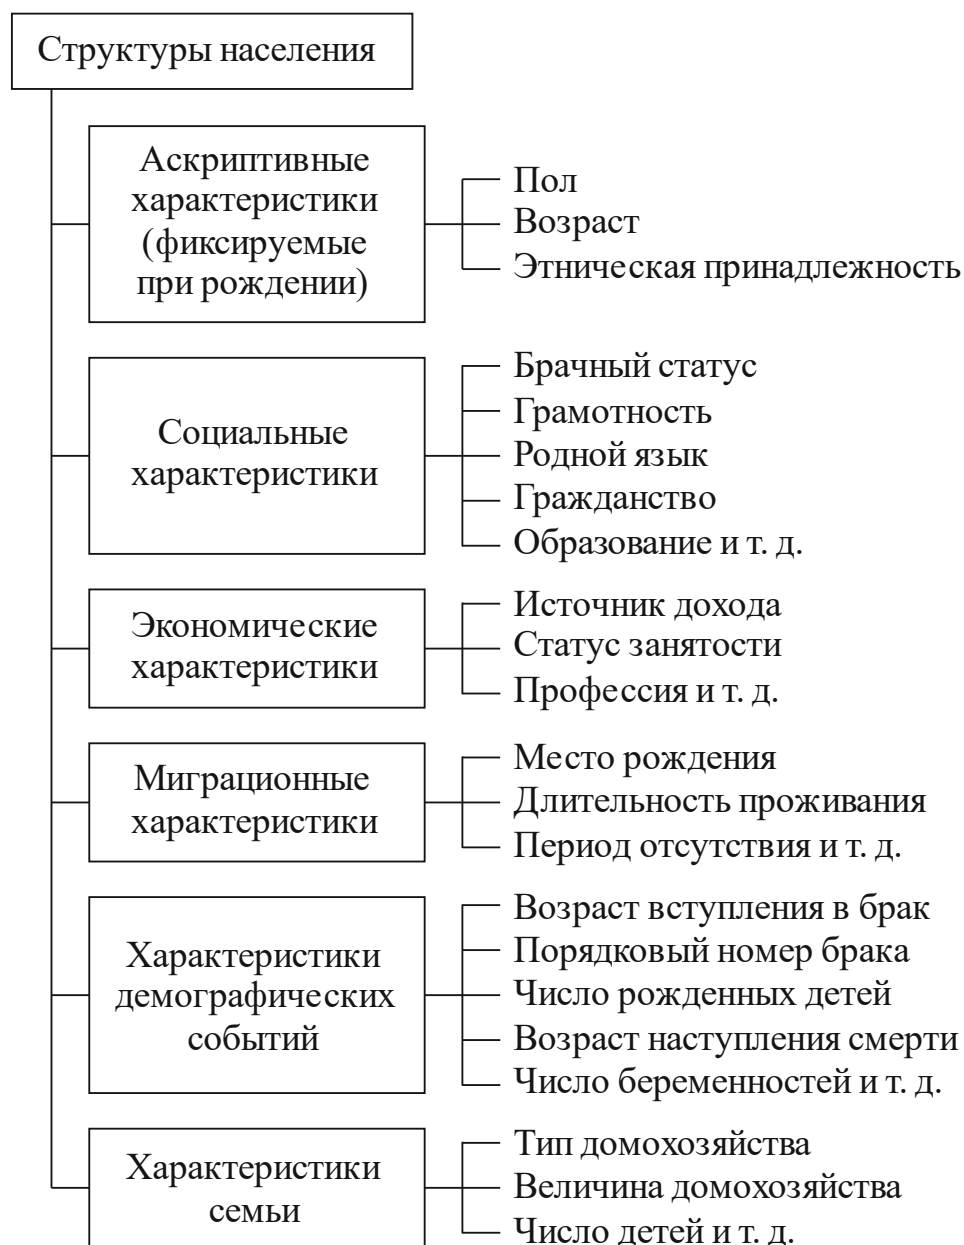 Структуры населения
Аскриптивные
характеристики
(фиксируемые
при рождении)
Пол
Возраст
Этническая принадлежность
Социальные
характеристики
Брачный статус
Грамотность
Родной язык
Гражданство
Образование и т. д.
Экономические
характеристики
Источник дохода
Статус занятости
Профессия и т. д.
Миграционные
характеристики
Место рождения
Длительность проживания
Период отсутствия и т. д.
Характеристики
демографических
событий
Возраст вступления в брак
Порядковый номер брака
Число рожденных детей
Возраст наступления смерти
Число беременностей и т. д.
Характеристики
семьи
Тип домохозяйства
Величина домохозяйства
Число детей и т. д.